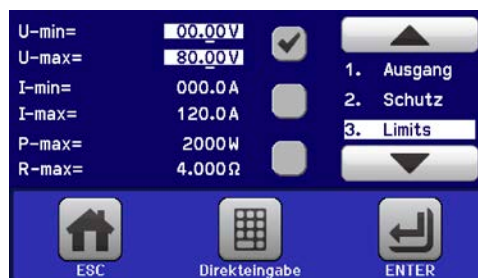 U-min= 00.00V
U-max= 80.00V
I-min= 000.0A
I-max= 120.0A
P-max= 2000W
R-max= 4.000Ω
1. Ausgang
2. Schutz
3. Limits
ESC
Direkteingabe
ENTER